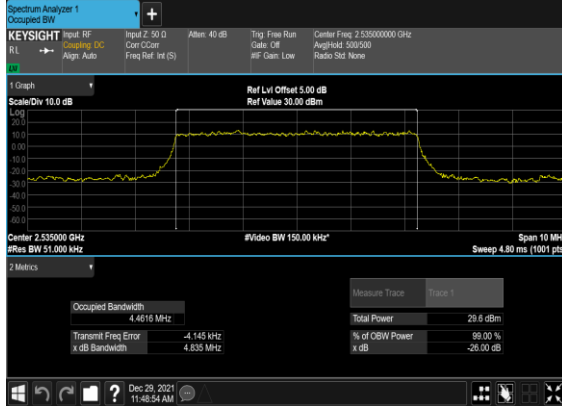 Spectrum Analyzer 1
Occupied BW
+
KEYSIGHT
R L
LXI
Input: RF
Coupling: DC
Align: Auto
Input Z: 50 Ω
Corr CCorr
Freq Ref: Int (S)
Atten: 40 dB
Trig: Free Run
Gate: Off
#IF Gain: Low
Center Freq: 2.535000000 GHz
Avg|Hold: 500/500
Radio Std: None
1 Graph
Scale/Div 10.0 dB
Ref Lvl Offset 5.00 dB
Ref Value 30.00 dBm
Log
20.0
10.0
0.00
-10.0
-20.0
-30.0
-40.0
-50.0
-60.0
Center 2.535000 GHz
#Res BW 51.000 kHz
#Video BW 150.00 kHz*
Span 10 MH
Sweep 4.80 ms (1001 pts
2 Metrics
Measure Trace
Trace 1
Occupied Bandwidth
4.4616 MHz
Total Power
29.6 dBm
Transmit Freq Error
-4.145 kHz
% of OBW Power
99.00 %
x dB Bandwidth
4.835 MHz
x dB
-26.00 dB
?
Dec 29, 2021
11:48:54 AM